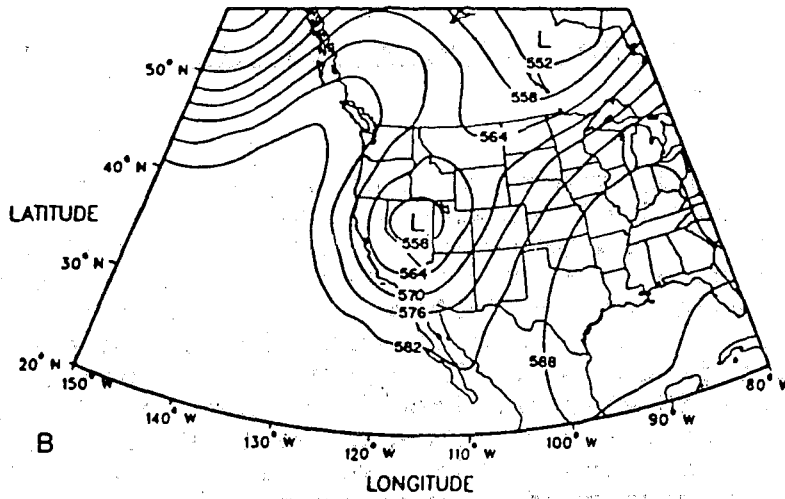 L
552
50° N
558
564
40° N
LATITUDE
L
558
30° N
564
570
576
582
588
20° N
150° W
80° W
140° W
90° W
130° W
100° W
120° W
110° W
B
LONGITUDE